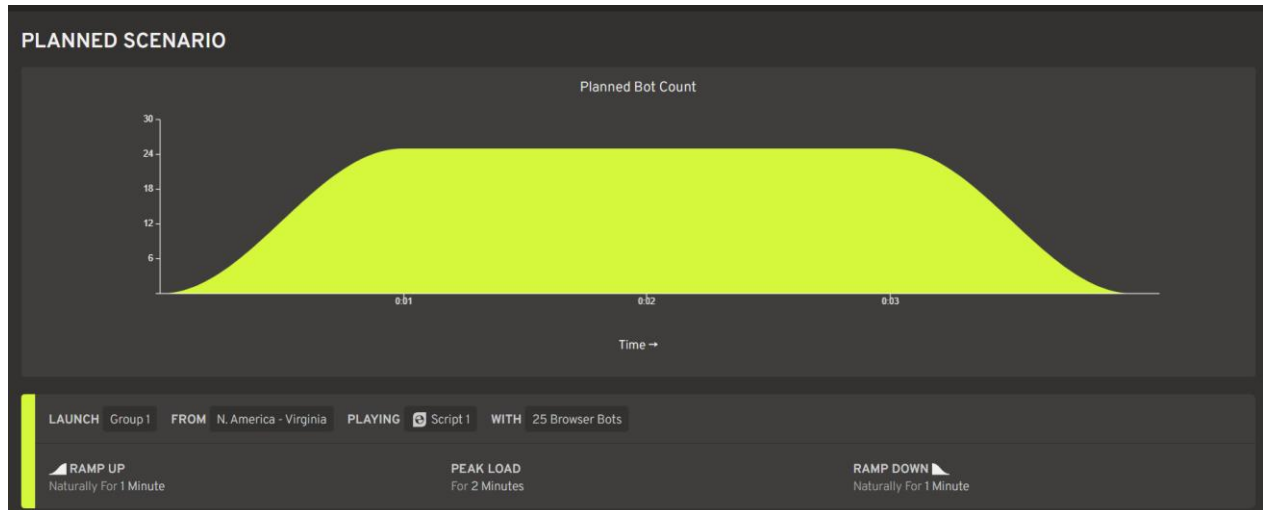 PLANNED SCENARIO
Planned Bot Count
30
24
18
12
6
0:01 0:02 0:03
Time →
LAUNCH Group 1 FROM N. America - Virginia PLAYING Script 1 WITH 25 Browser Bots
RAMP UP PEAK LOAD RAMP DOWN
Naturally For 1 Minute For 2 Minutes Naturally For 1 Minute